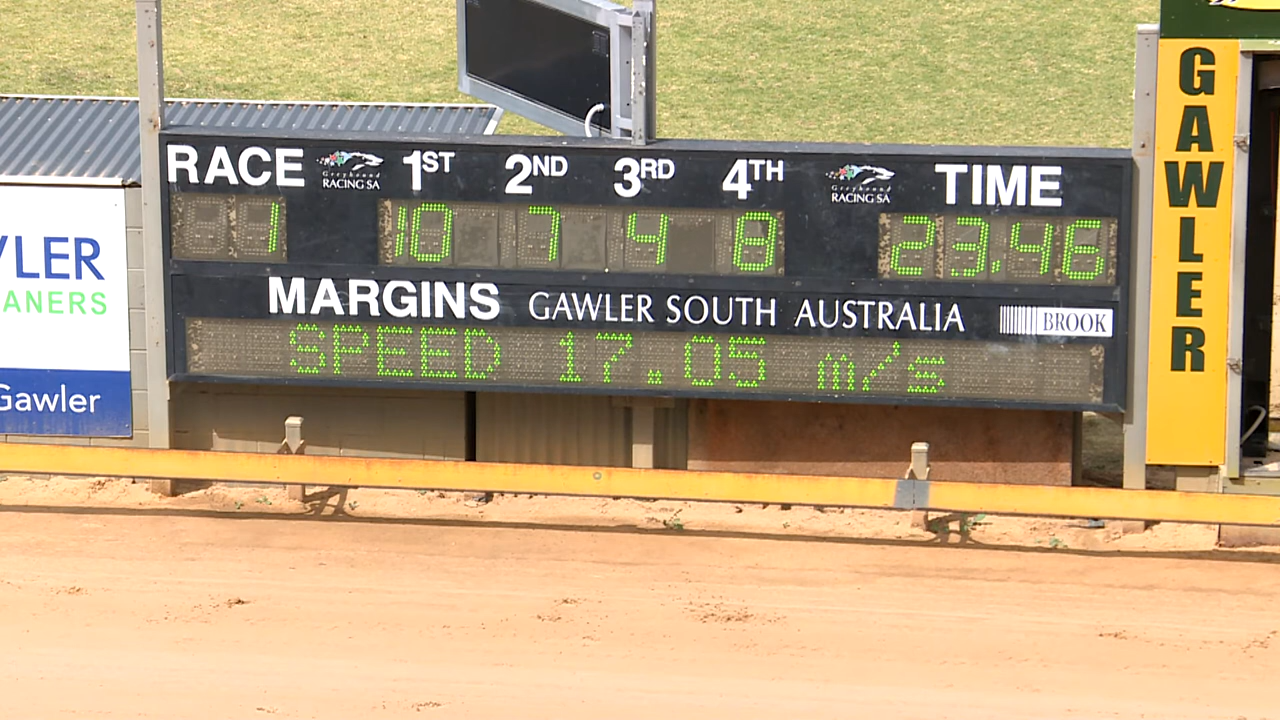 RACE Greyhound RACING SA 1ST 2ND 3RD 4TH Greyhound RACING SA TIME
1 10 7 4 8 23.46
MARGINS GAWLER SOUTH AUSTRALIA BROOK
SPEED 17.05 m/s
GAWLER
LER
ANERS
Gawler